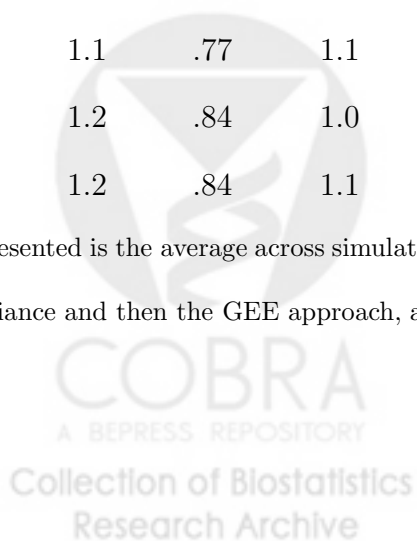 1.1 .77 1.1
1.2 .84 1.0
1.2 .84 1.1
esented is the average across simulat
iance and then the GEE approach, a
COBRA
A BEPRESS REPOSITORY
Collection of Biostatistics
Research Archive